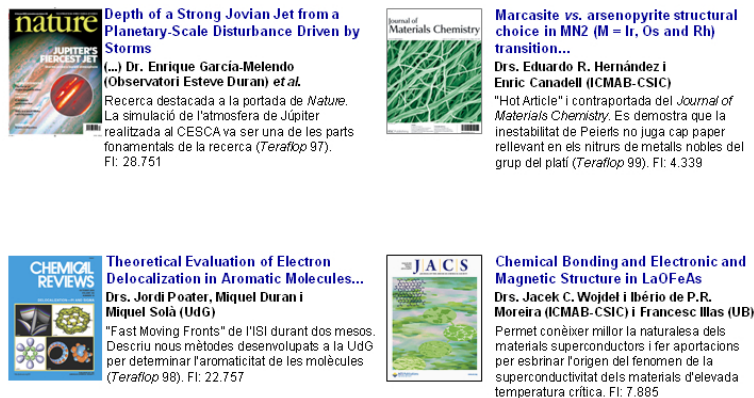 nature
JUPITER'S
FIERCEST JET
Depth of a Strong Jovian Jet from a
Planetary-Scale Disturbance Driven by
Storms
(...) Dr. Enrique García-Melendo
(Observatori Esteve Duran) et al.
Recerca destacada a la portada de Nature.
La simulació de l'atmosfera de Júpiter
realitzada al CESCA va ser una de les parts
fonamentals de la recerca (Teraflop 97).
FI: 28.751
Journal of
Materials Chemistry
Marcasite vs. arsenopyrite structural
choice in MN2 (M = Ir, Os and Rh)
transition...
Drs. Eduardo R. Hernández i
Enric Canadell (ICMAB-CSIC)
"Hot Article" i contraportada del Journal of
Materials Chemistry. Es demostra que la
inestabilitat de Peierls no juga cap paper
rellevant en els nitrurs de metalls nobles del
grup del platí (Teraflop 99). FI: 4.339
CHEMICAL
REVIEWS
Theoretical Evaluation of Electron
Delocalization in Aromatic Molecules...
Drs. Jordi Poater, Miquel Duran i
Miquel Solà (UdG)
"Fast Moving Fronts" de l'ISI durant dos mesos.
Descriu nous mètodes desenvolupats a la UdG
per determinar l'aromaticitat de les molècules
(Teraflop 98). FI: 22.757
JACS
Chemical Bonding and Electronic and
Magnetic Structure in LaOFeAs
Drs. Jacek C. Wojdel i Ibério de P.R.
Moreira (ICMAB-CSIC) i Francesc Illas (UB)
Permet conèixer millor la naturalesa dels
materials superconductors i fer aportacions
per esbrinar l'origen del fenomen de la
superconductivitat dels materials d'elevada
temperatura crítica. FI: 7.885